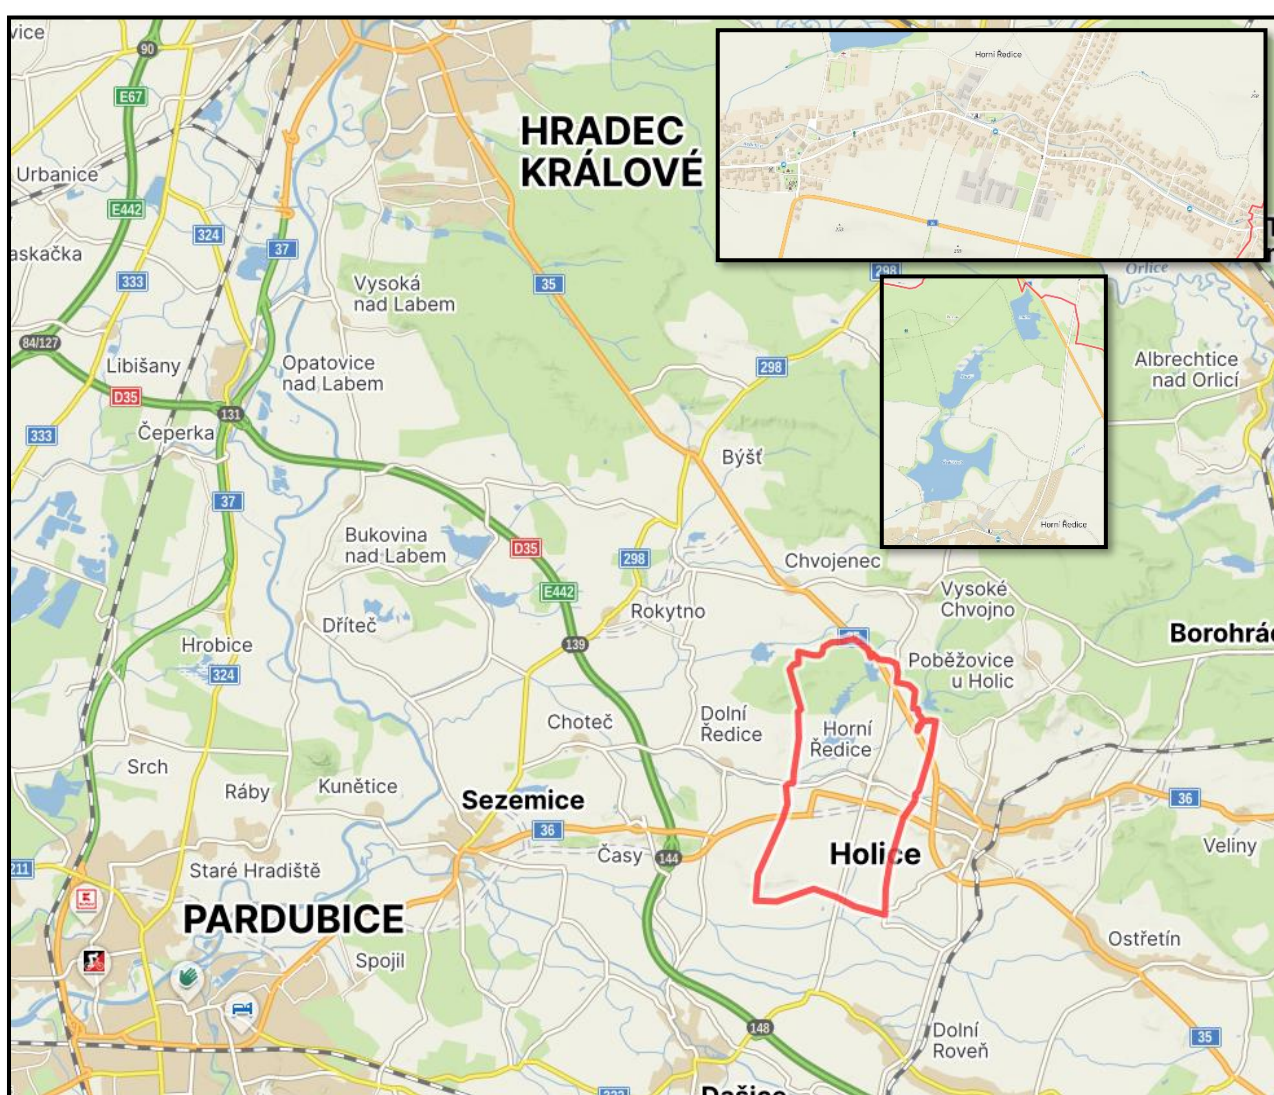 vice
90
E67
HRADEC
KRÁLOVÉ
Horní Ředice
Urbanice
E442
324
37
36
askačka
333
35
Vysoká
nad Labem
298
Orlice
84/127
Libišany
Opatovice
nad Labem
298
Albrechtice
nad Orlicí
D35
131
333
Čeperka
Býšť
37
Bukovina
nad Labem
D35
298
Horní Ředice
Chvojenec
E442
Vysoké
Chvojno
Dříteč
Rokytno
Borohrá
Hrobice
139
324
Poběžovice
u Holic
Choteč
Dolní
Ředice
Horní
Ředice
Srch
Ráby
Kunětice
Sezemice
36
36
Časy
144
Holice
Veliny
211
Staré Hradiště
PARDUBICE
Spojil
Ostřetín
148
Dolní
Roveň
35
Dašice